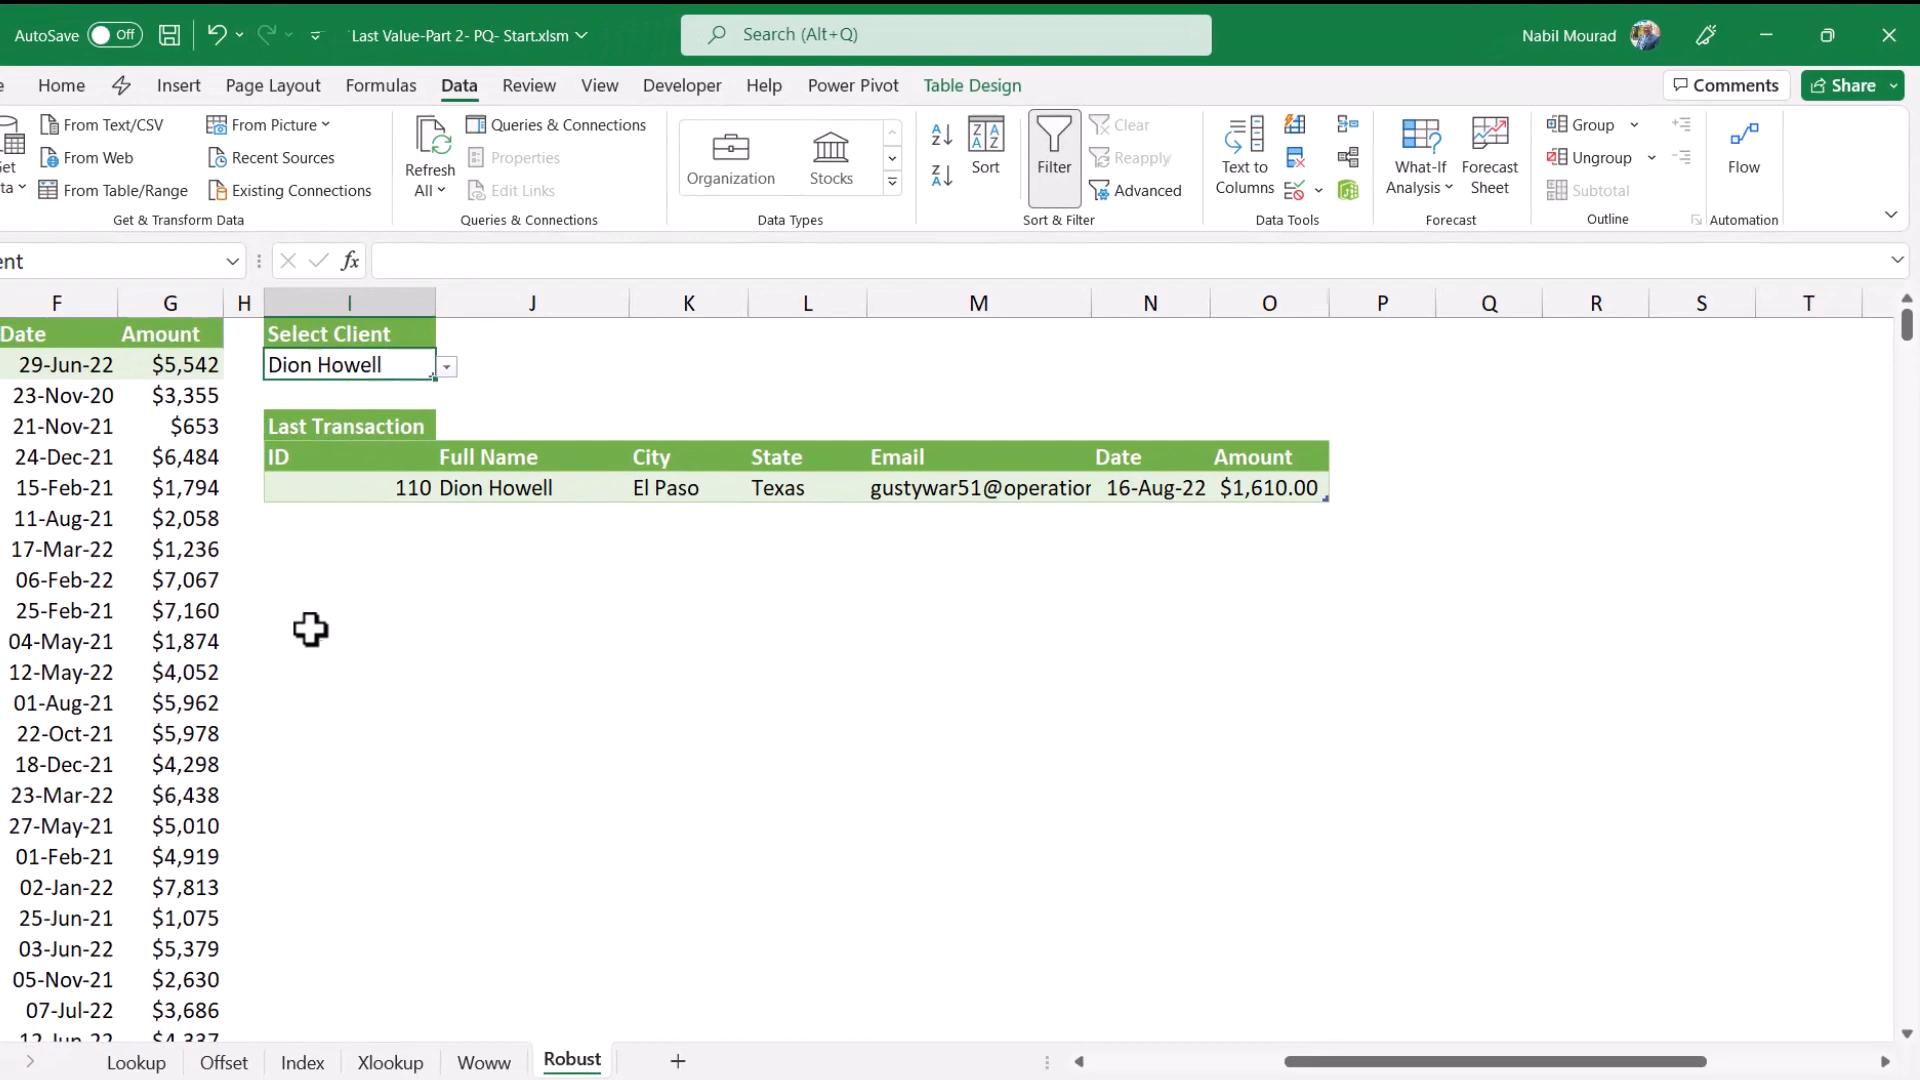 AutoSave Off Last Value-Part 2- PQ- Start.xlsm Search (Alt+Q) Nabil Mourad
Home Insert Page Layout Formulas Data Review View Developer Help Power Pivot Table Design Comments Share
From Text/CSV From Picture
From Web Recent Sources
From Table/Range Existing Connections
Get & Transform Data
Refresh All
Queries & Connections
Properties
Edit Links
Queries & Connections
Organization Stocks
Data Types
Sort Filter
Clear
Reapply
Advanced
Sort & Filter
Text to Columns
Data Tools
What-If Analysis
Forecast Sheet
Forecast
Group
Ungroup
Subtotal
Outline
Flow
Automation
ent fx
F G H I J K L M N O P Q R S T
Date Amount Select Client
29-Jun-22 $5,542 Dion Howell
23-Nov-20 $3,355
21-Nov-21 $653 Last Transaction
24-Dec-21 $6,484 ID Full Name City State Email Date Amount
15-Feb-21 $1,794 110 Dion Howell El Paso Texas gustywar51@operation 16-Aug-22 $1,610.00
11-Aug-21 $2,058
17-Mar-22 $1,236
06-Feb-22 $7,067
25-Feb-21 $7,160
04-May-21 $1,874
12-May-22 $4,052
01-Aug-21 $5,962
22-Oct-21 $5,978
18-Dec-21 $4,298
23-Mar-22 $6,438
27-May-21 $5,010
01-Feb-21 $4,919
02-Jan-22 $7,813
25-Jun-21 $1,075
03-Jun-22 $5,379
05-Nov-21 $2,630
07-Jul-22 $3,686
12-Jun-22 $4,337
Lookup Offset Index Xlookup Woww Robust